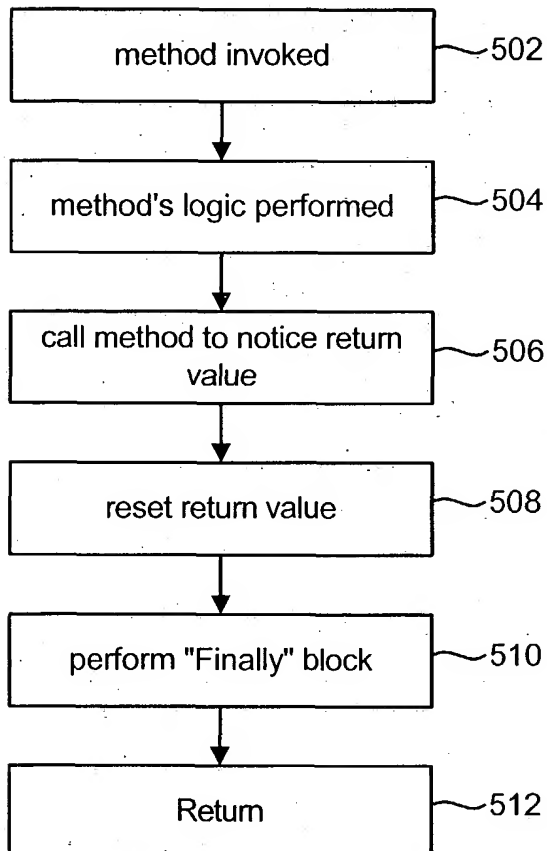 method invoked
502
method's logic performed
504
call method to notice return
value
506
reset return value
508
perform "Finally" block
510
Return
512